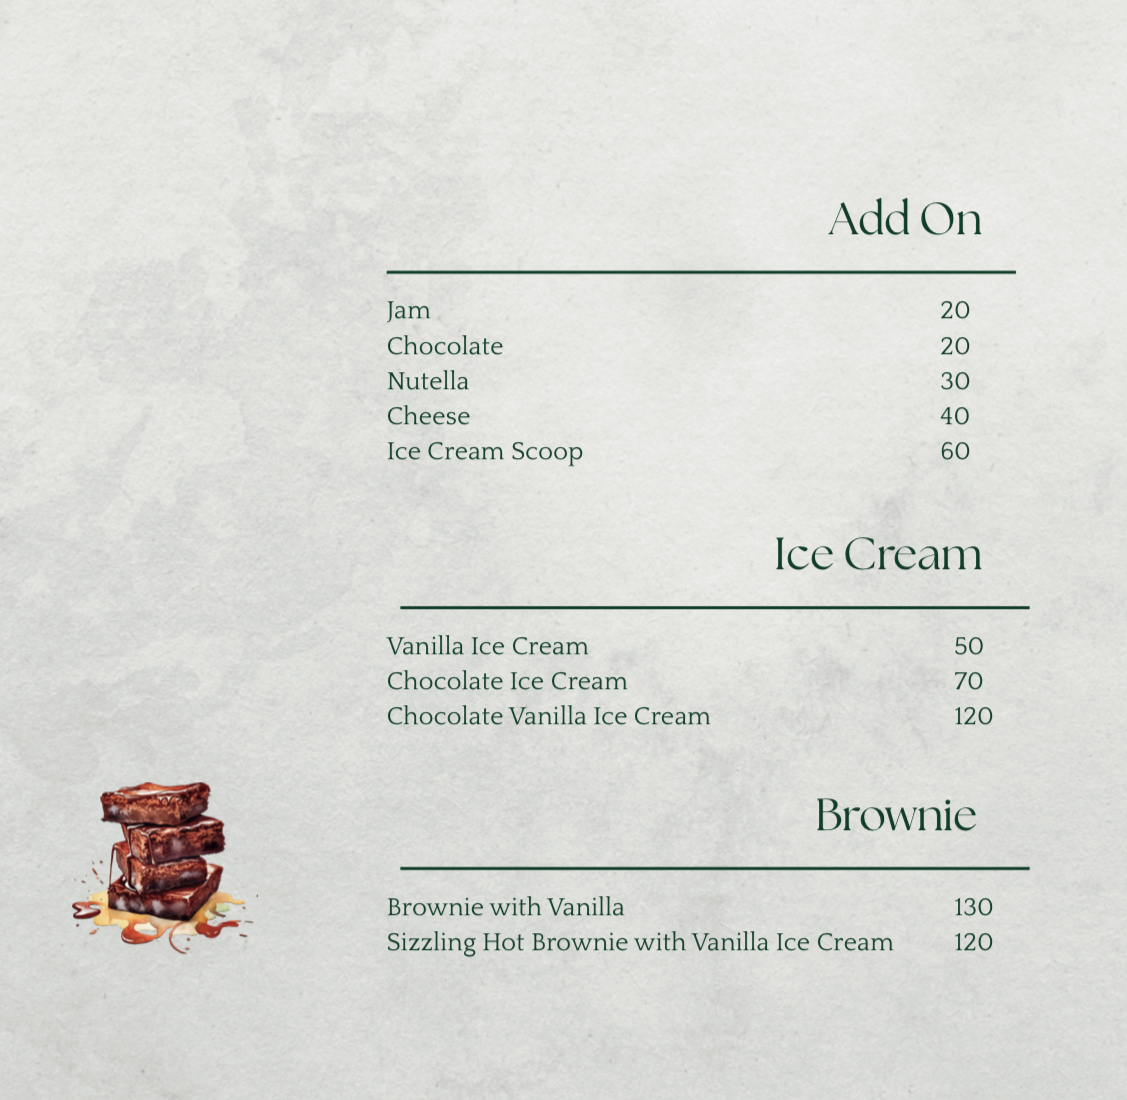 Add On
Jam 20
Chocolate 20
Nutella 30
Cheese 40
Ice Cream Scoop 60
Ice Cream
Vanilla Ice Cream 50
Chocolate Ice Cream 70
Chocolate Vanilla Ice Cream 120
Brownie
Brownie with Vanilla 130
Sizzling Hot Brownie with Vanilla Ice Cream 120